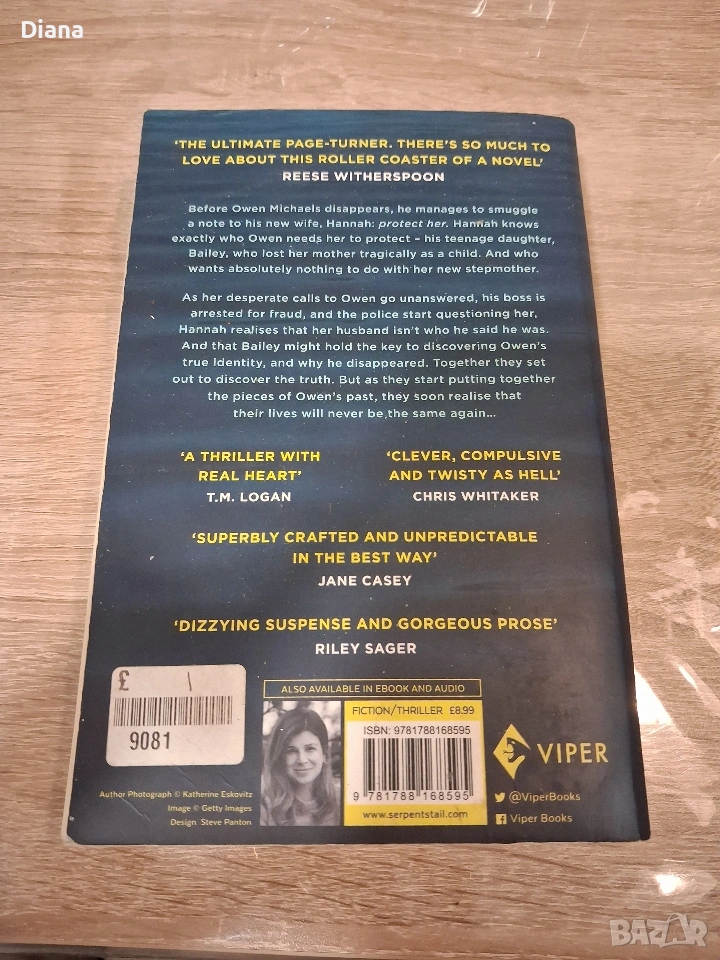 Diana
‘THE ULTIMATE PAGE-TURNER. THERE’S SO MUCH TO
LOVE ABOUT THIS ROLLER COASTER OF A NOVEL’
REESE WITHERSPOON
Before Owen Michaels disappears, he manages to smuggle
a note to his new wife, Hannah: protect her. Hannah knows
exactly who Owen needs her to protect – his teenage daughter,
Bailey, who lost her mother tragically as a child. And who
wants absolutely nothing to do with her new stepmother.
As her desperate calls to Owen go unanswered, his boss is
arrested for fraud, and the police start questioning her,
Hannah realises that her husband isn’t who he said he was.
And that Bailey might hold the key to discovering Owen’s
true identity, and why he disappeared. Together they set
out to discover the truth. But as they start putting together
the pieces of Owen’s past, they soon realise that
their lives will never be the same again...
‘A THRILLER WITH
REAL HEART’
T.M. LOGAN
‘CLEVER, COMPULSIVE
AND TWISTY AS HELL’
CHRIS WHITAKER
‘SUPERBLY CRAFTED AND UNPREDICTABLE
IN THE BEST WAY’
JANE CASEY
‘DIZZYING SUSPENSE AND GORGEOUS PROSE’
RILEY SAGER
£ 1
9081
ALSO AVAILABLE IN EBOOK AND AUDIO
FICTION/THRILLER £8.99
ISBN: 9781788168595
9 781788 168595
www.serpentstail.com
VIPER
@ViperBooks
Viper Books
Author Photograph © Katherine Eskovitz
Image © Getty Images
Design Steve Panton
BAZAR